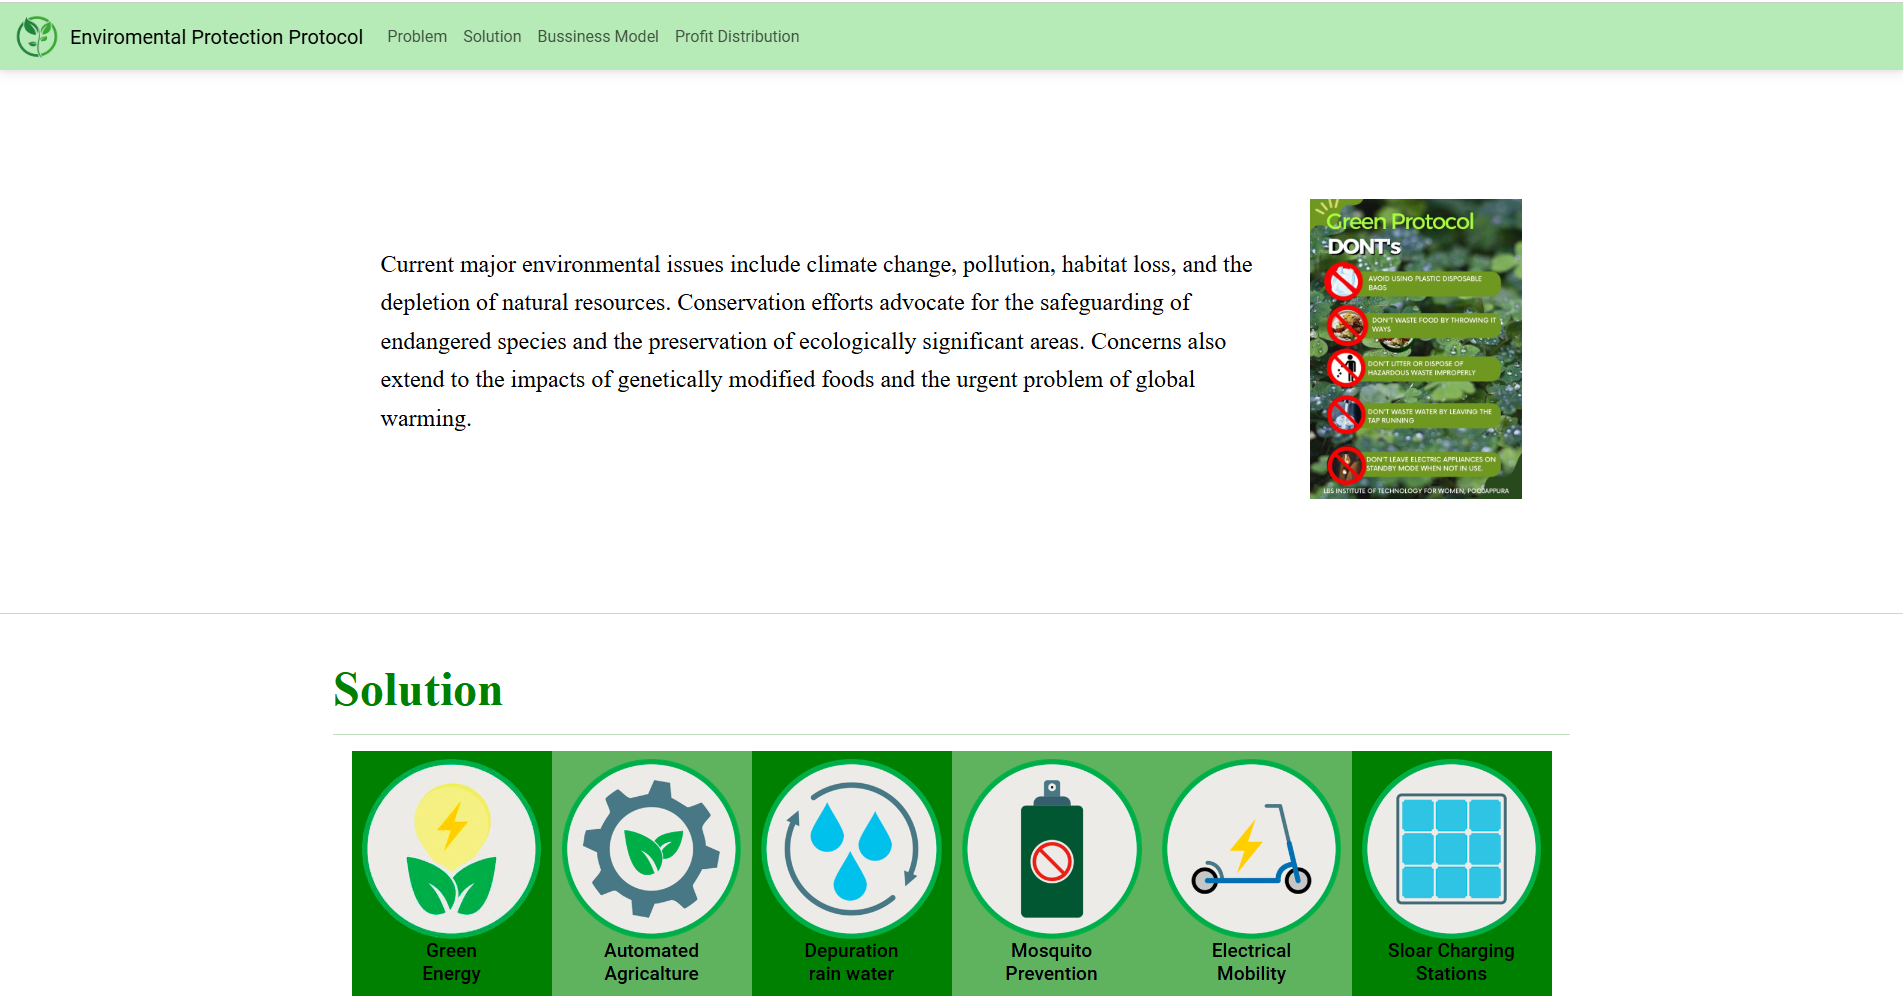 Enviromental Protection Protocol Problem Solution Bussiness Model Profit Distribution
Current major environmental issues include climate change, pollution, habitat loss, and the
depletion of natural resources. Conservation efforts advocate for the safeguarding of
endangered species and the preservation of ecologically significant areas. Concerns also
extend to the impacts of genetically modified foods and the urgent problem of global
warming.
Green Protocol
DONT's
AVOID USING PLASTIC DISPOSABLE
BAGS
DON'T WASTE FOOD BY THROWING IT
WAYS
DON'T LITTER OR DISPOSE OF
HAZARDOUS WASTE IMPROPERLY
DON'T WASTE WATER BY LEAVING THE
TAP RUNNING
DON'T LEAVE ELECTRIC APPLIANCES ON
STANDBY MODE WHEN NOT IN USE.
LBS INSTITUTE OF TECHNOLOGY FOR WOMEN, POOJAPPURA
Solution
Green
Energy
Automated
Agricalture
Depuration
rain water
Mosquito
Prevention
Electrical
Mobility
Sloar Charging
Stations